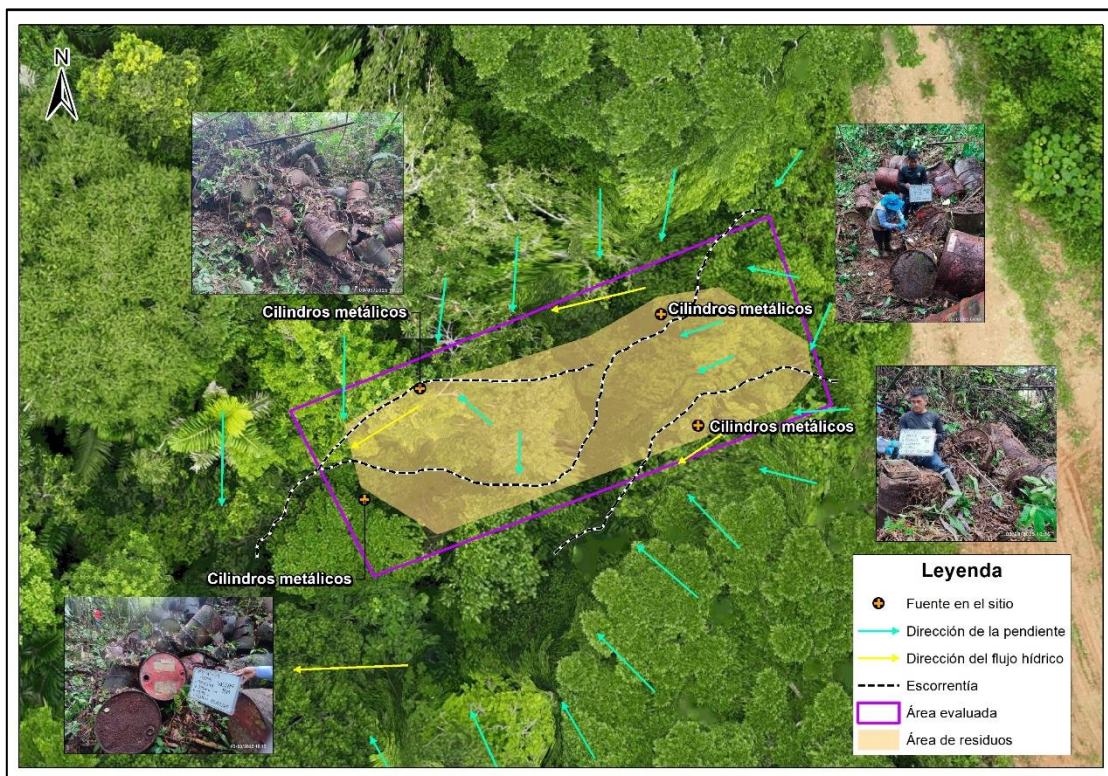 N
Cilindros metálicos
Cilindros metálicos
Cilindros metálicos
Cilindros metálicos
Leyenda
Fuente en el sitio
Dirección de la pendiente
Dirección del flujo hídrico
Escorrentía
Área evaluada
Área de residuos